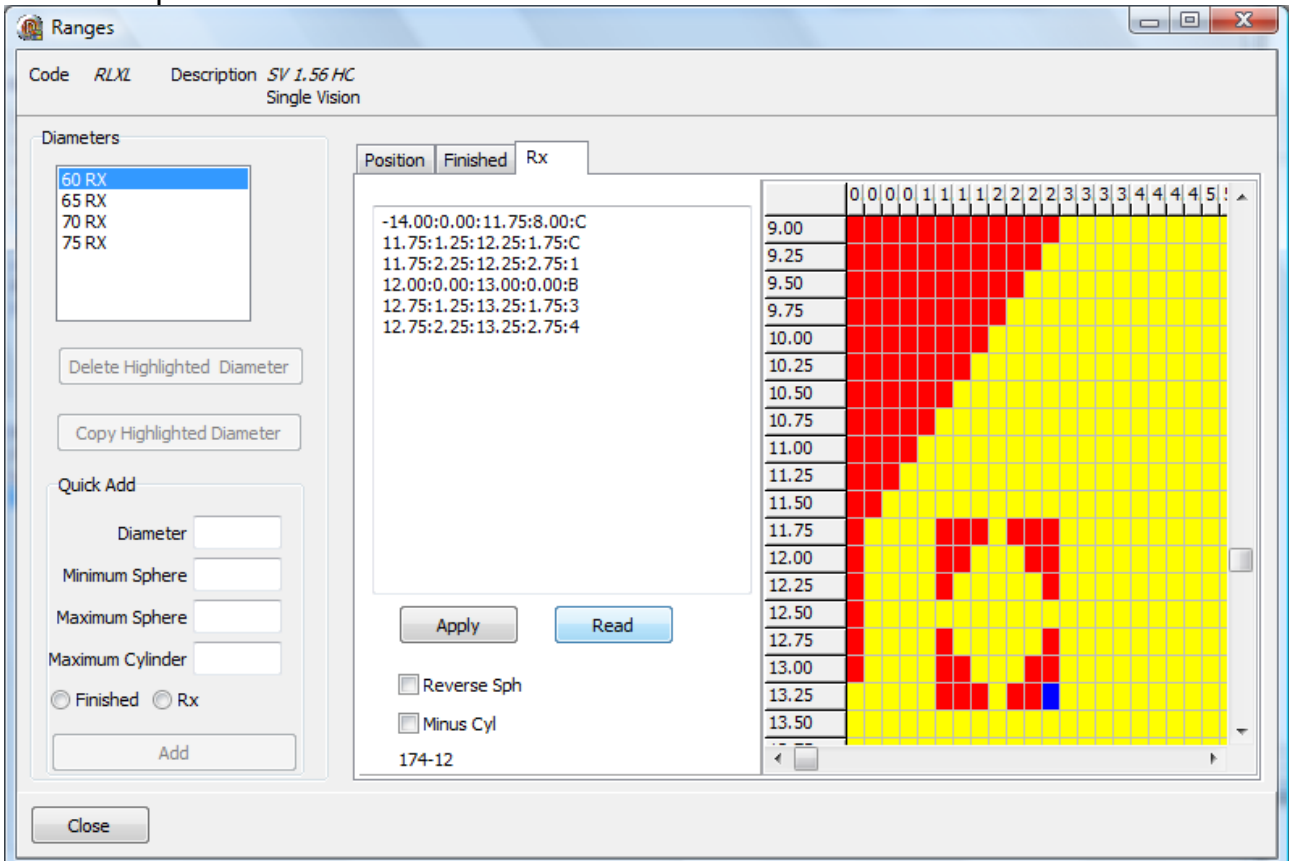 Ranges
Code RLXL Description SV 1.56 HC
Single Vision
Diameters
60 RX
65 RX
70 RX
75 RX
Delete Highlighted Diameter
Copy Highlighted Diameter
Quick Add
Diameter
Minimum Sphere
Maximum Sphere
Maximum Cylinder
Finished Rx
Add
Position Finished Rx
-14.00:0.00:11.75:8.00:C
11.75:1.25:12.25:1.75:C
11.75:2.25:12.25:2.75:1
12.00:0.00:13.00:0.00:B
12.75:1.25:13.25:1.75:3
12.75:2.25:13.25:2.75:4
Apply Read
Reverse Sph
Minus Cyl
174-12
0 0 0 0 1 1 1 1 2 2 2 2 3 3 3 3 4 4 4 4 5
9.00
9.25
9.50
9.75
10.00
10.25
10.50
10.75
11.00
11.25
11.50
11.75
12.00
12.25
12.50
12.75
13.00
13.25
13.50
Close